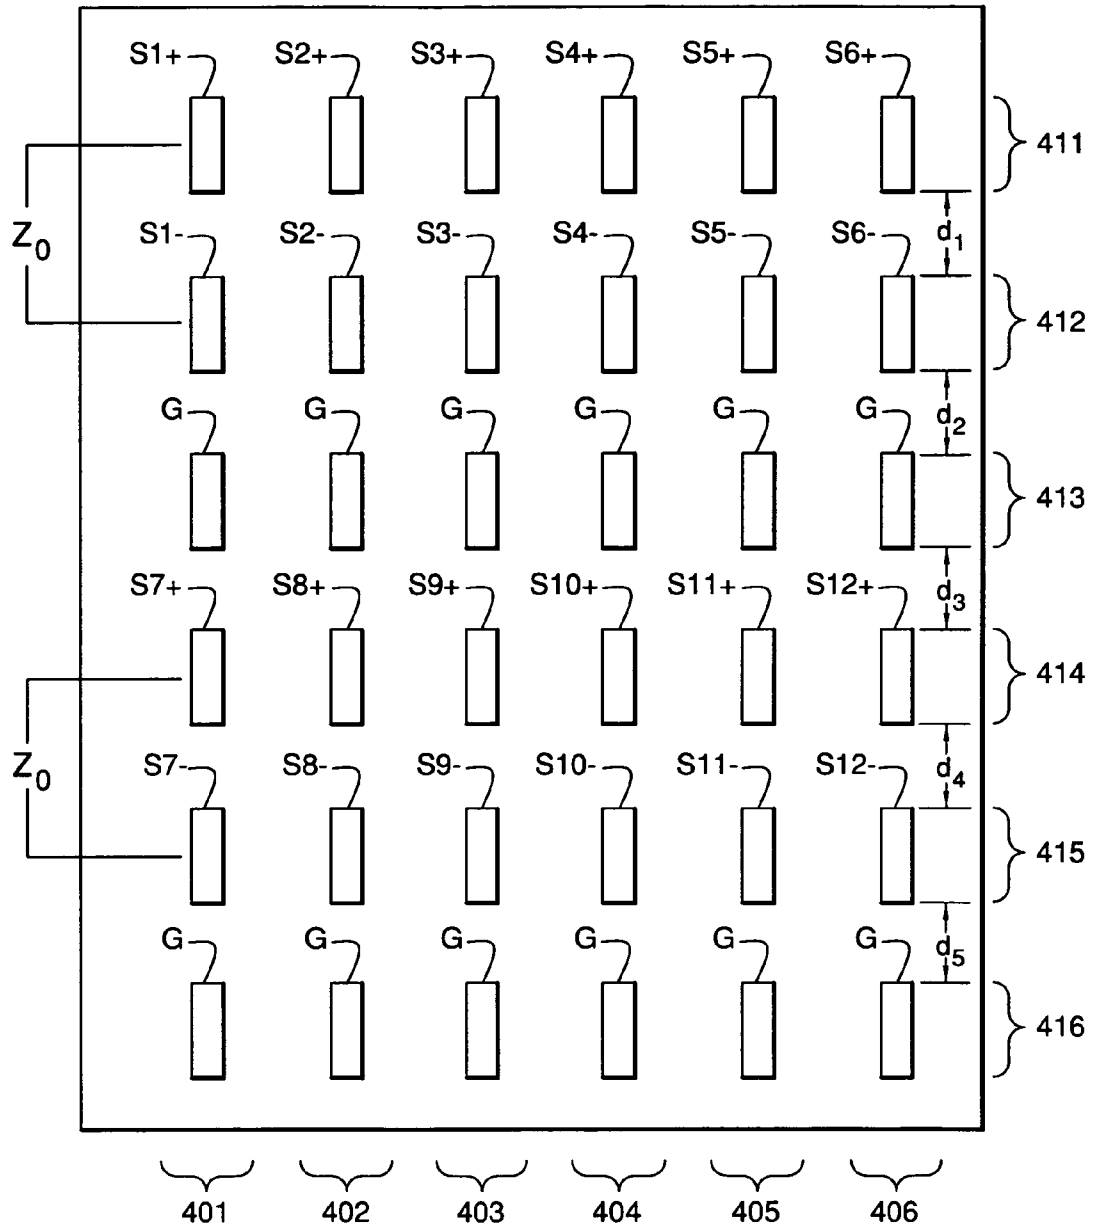 S1+ S2+ S3+ S4+ S5+ S6+
411
Z0
S1- S2- S3- S4- S5- S6- d1
412
G G G G G G d2
413
S7+ S8+ S9+ S10+ S11+ S12+ d3
414
Z0
S7- S8- S9- S10- S11- S12- d4
415
G G G G G G d5
416
401 402 403 404 405 406